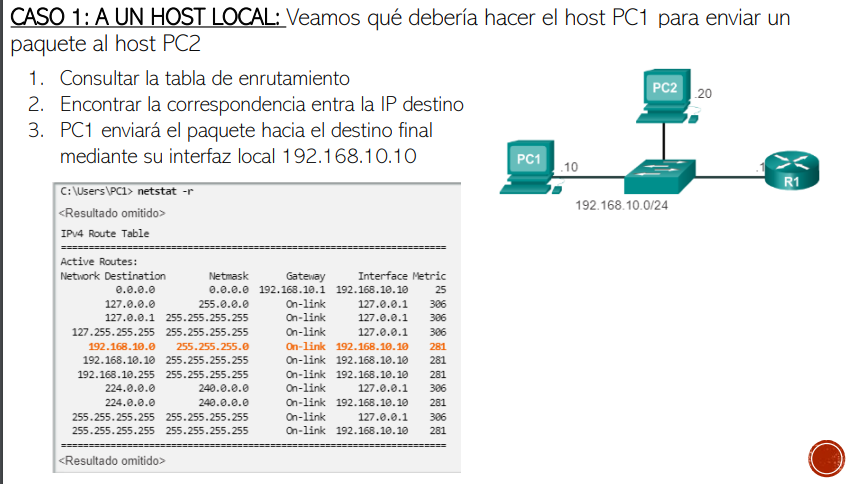 CASO 1: A UN HOST LOCAL: Veamos qué debería hacer el host PC1 para enviar un
paquete al host PC2
1. Consultar la tabla de enrutamiento
2. Encontrar la correspondencia entra la IP destino
3. PC1 enviará el paquete hacia el destino final
mediante su interfaz local 192.168.10.10
C:\Users\PC1> netstat -r
<Resultado omitido>
IPv4 Route Table
===========================================================================
Active Routes:
Network Destination Netmask Gateway Interface Metric
0.0.0.0 0.0.0.0 192.168.10.1 192.168.10.10 25
127.0.0.0 255.0.0.0 On-link 127.0.0.1 306
127.0.0.1 255.255.255.255 On-link 127.0.0.1 306
127.255.255.255 255.255.255.255 On-link 127.0.0.1 306
192.168.10.0 255.255.255.0 On-link 192.168.10.10 281
192.168.10.10 255.255.255.255 On-link 192.168.10.10 281
192.168.10.255 255.255.255.255 On-link 192.168.10.10 281
224.0.0.0 240.0.0.0 On-link 127.0.0.1 306
224.0.0.0 240.0.0.0 On-link 192.168.10.10 281
255.255.255.255 255.255.255.255 On-link 127.0.0.1 306
255.255.255.255 255.255.255.255 On-link 192.168.10.10 281
===========================================================================
<Resultado omitido>
PC2 .20
PC1 .10
.1
R1
192.168.10.0/24